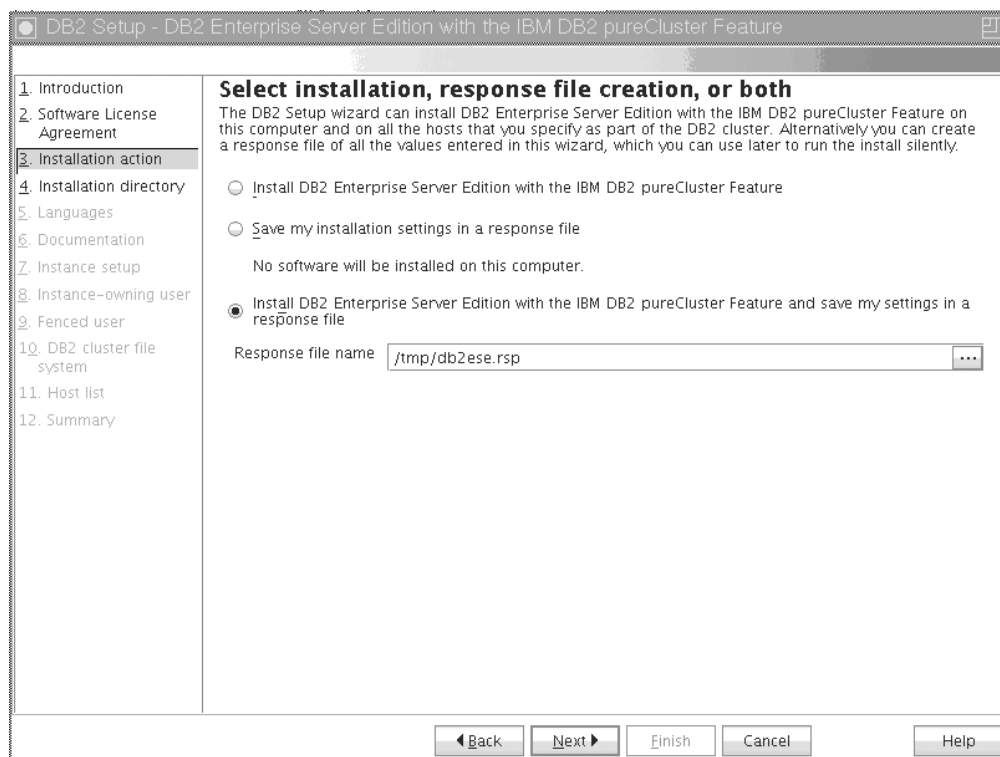 DB2 Setup - DB2 Enterprise Server Edition with the IBM DB2 pureCluster Feature
1. Introduction
2. Software License
Agreement
3. Installation action
4. Installation directory
5. Languages
6. Documentation
7. Instance setup
8. Instance-owning user
9. Fenced user
10. DB2 cluster file
system
11. Host list
12. Summary
Select installation, response file creation, or both
The DB2 Setup wizard can install DB2 Enterprise Server Edition with the IBM DB2 pureCluster Feature on
this computer and on all the hosts that you specify as part of the DB2 cluster. Alternatively you can create
a response file of all the values entered in this wizard, which you can use later to run the install silently.
Install DB2 Enterprise Server Edition with the IBM DB2 pureCluster Feature
Save my installation settings in a response file
No software will be installed on this computer.
Install DB2 Enterprise Server Edition with the IBM DB2 pureCluster Feature and save my settings in a
response file
Response file name
/tmp/db2ese.rsp
...
Back
Next
Finish
Cancel
Help